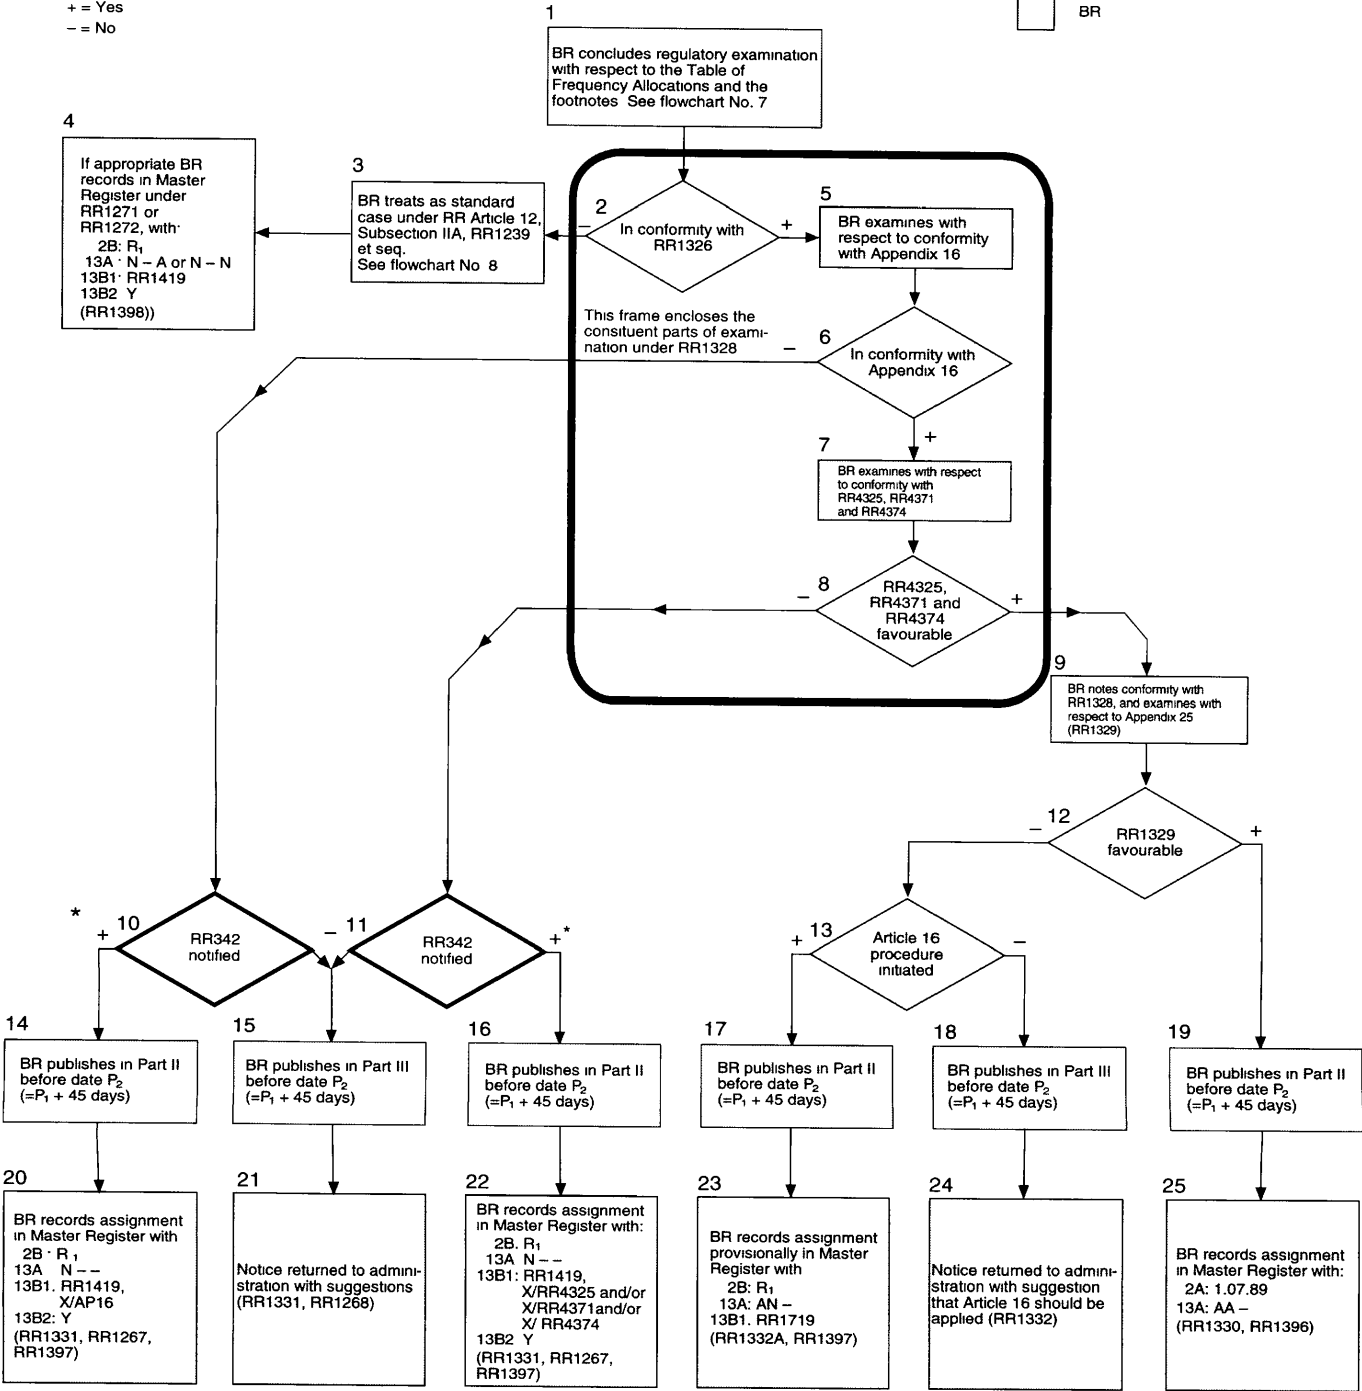 + = Yes
– = No
BR
1
BR concludes regulatory examination
with respect to the Table of
Frequency Allocations and the
footnotes See flowchart No. 7
4
If appropriate BR
records in Master
Register under
RR1271 or
RR1272, with·
2B: R₁
13A · N – A or N – N
13B1· RR1419
13B2 Y
(RR1398))
3
BR treats as standard
case under RR Article 12,
Subsection IIA, RR1239
et seq.
See flowchart No 8
2
–
In conformity with
RR1326
+
5
BR examines with
respect to conformity
with Appendix 16
This frame encloses the
consituent parts of exami-
nation under RR1328
–
6
In conformity with
Appendix 16
+
7
BR examines with respect
to conformity with
RR4325, RR4371
and RR4374
–
8
RR4325,
RR4371 and
RR4374
favourable
+
9
BR notes conformity with
RR1328, and examines with
respect to Appendix 25
(RR1329)
–
12
RR1329
favourable
+
*
+
10
RR342
notified
–
11
RR342
notified
+*
+
13
Article 16
procedure
initiated
–
14
BR publishes in Part II
before date P₂
(=P₁ + 45 days)
15
BR publishes in Part III
before date P₂
(=P₁ + 45 days)
16
BR publishes in Part II
before date P₂
(=P₁ + 45 days)
17
BR publishes in Part II
before date P₂
(=P₁ + 45 days)
18
BR publishes in Part III
before date P₂
(=P₁ + 45 days)
19
BR publishes in Part II
before date P₂
(=P₁ + 45 days)
20
BR records assignment
in Master Register with
2B · R ₁
13A N – –
13B1. RR1419,
X/AP16
13B2: Y
(RR1331, RR1267,
RR1397)
21
Notice returned to admini-
stration with suggestions
(RR1331, RR1268)
22
BR records assignment
in Master Register with:
2B. R₁
13A N – –
13B1: RR1419,
X/RR4325 and/or
X/RR4371and/or
X/ RR4374
13B2 Y
(RR1331, RR1267,
RR1397)
23
BR records assignment
provisionally in Master
Register with
2B: R₁
13A: AN –
13B1. RR1719
(RR1332A, RR1397)
24
Notice returned to admini-
stration with suggestion
that Article 16 should be
applied (RR1332)
25
BR records assignment
in Master Register with:
2A: 1.07.89
13A: AA –
(RR1330, RR1396)